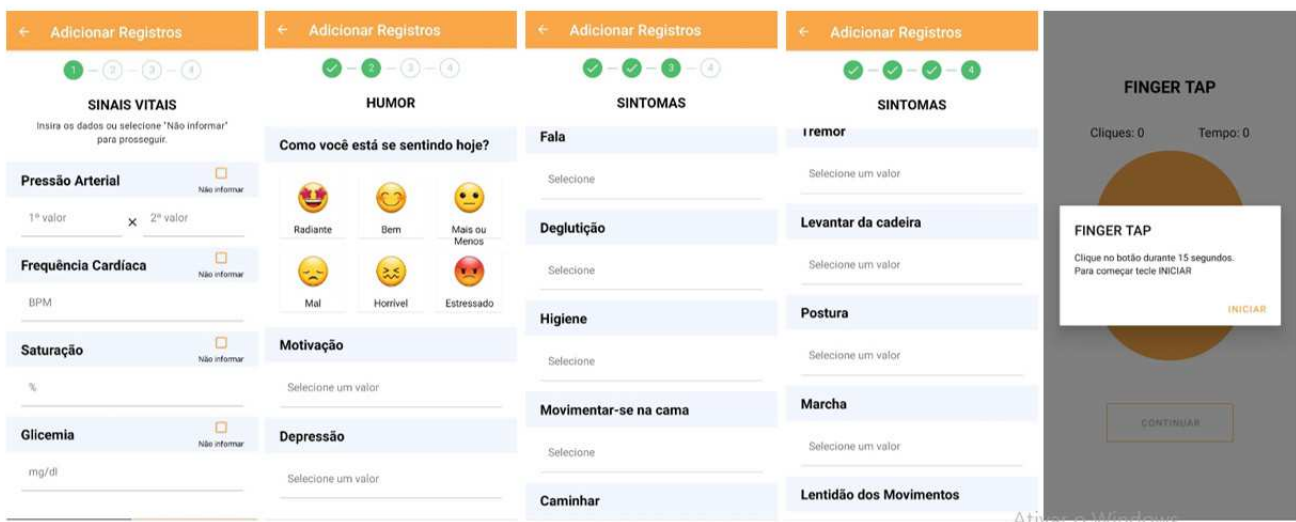 Adicionar Registros
1 2 3 4
SINAIS VITAIS
Insira os dados ou selecione "Não informar"
para prosseguir.
Pressão Arterial
Não informar
1º valor × 2º valor
Frequência Cardíaca
Não informar
BPM
Saturação
Não informar
%
Glicemia
Não informar
mg/dl
Adicionar Registros
2 3 4
HUMOR
Como você está se sentindo hoje?
Radiante Bem Mais ou
Menos
Mal Horrível Estressado
Motivação
Selecione um valor
Depressão
Selecione um valor
Adicionar Registros
3 4
SINTOMAS
Fala
Selecione
Deglutição
Selecione
Higiene
Selecione
Movimentar-se na cama
Selecione
Caminhar
Adicionar Registros
4
SINTOMAS
Tremor
Selecione um valor
Levantar da cadeira
Selecione um valor
Postura
Selecione um valor
Marcha
Selecione um valor
Lentidão dos Movimentos
FINGER TAP
Cliques: 0 Tempo: 0
FINGER TAP
Clique no botão durante 15 segundos.
Para começar tecle INICIAR
INICIAR
CONTINUAR
Ativar o Windows